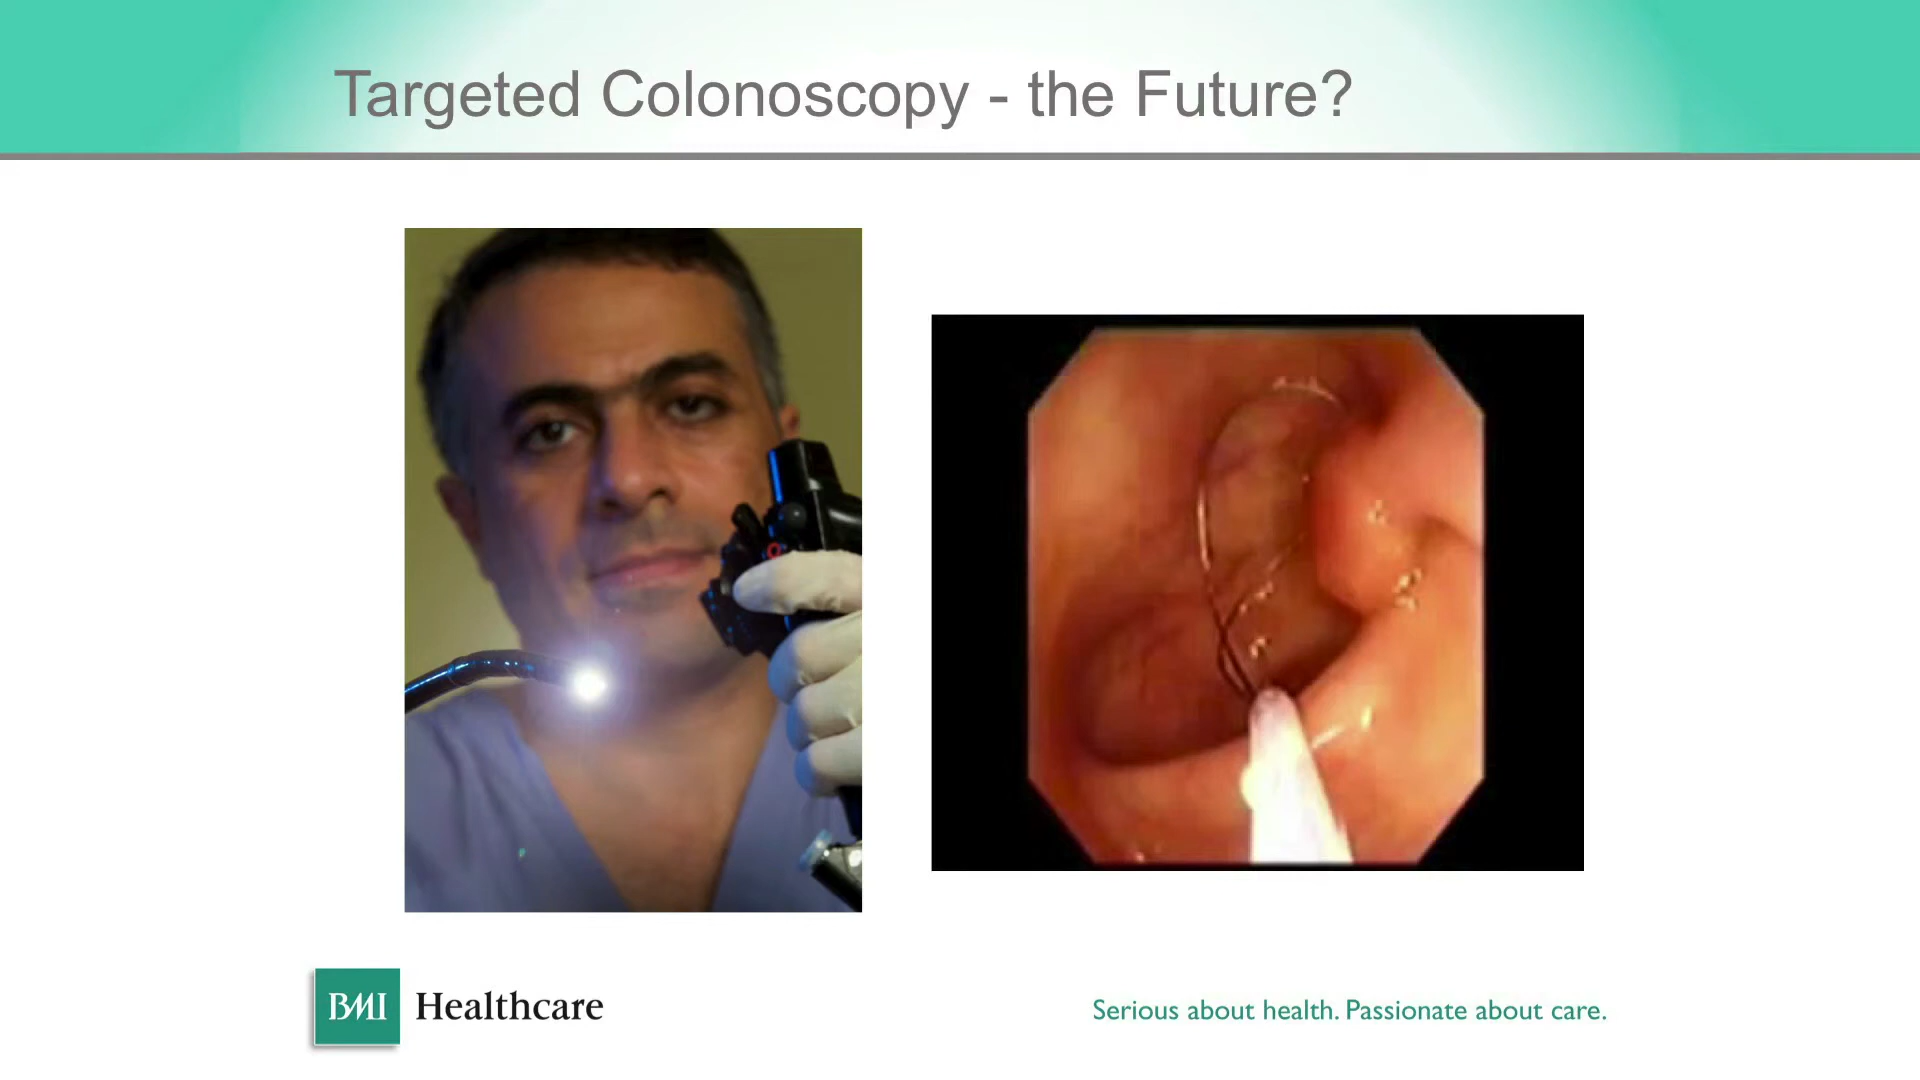 Targeted Colonoscopy - the Future?
BMI Healthcare
Serious about health. Passionate about care.